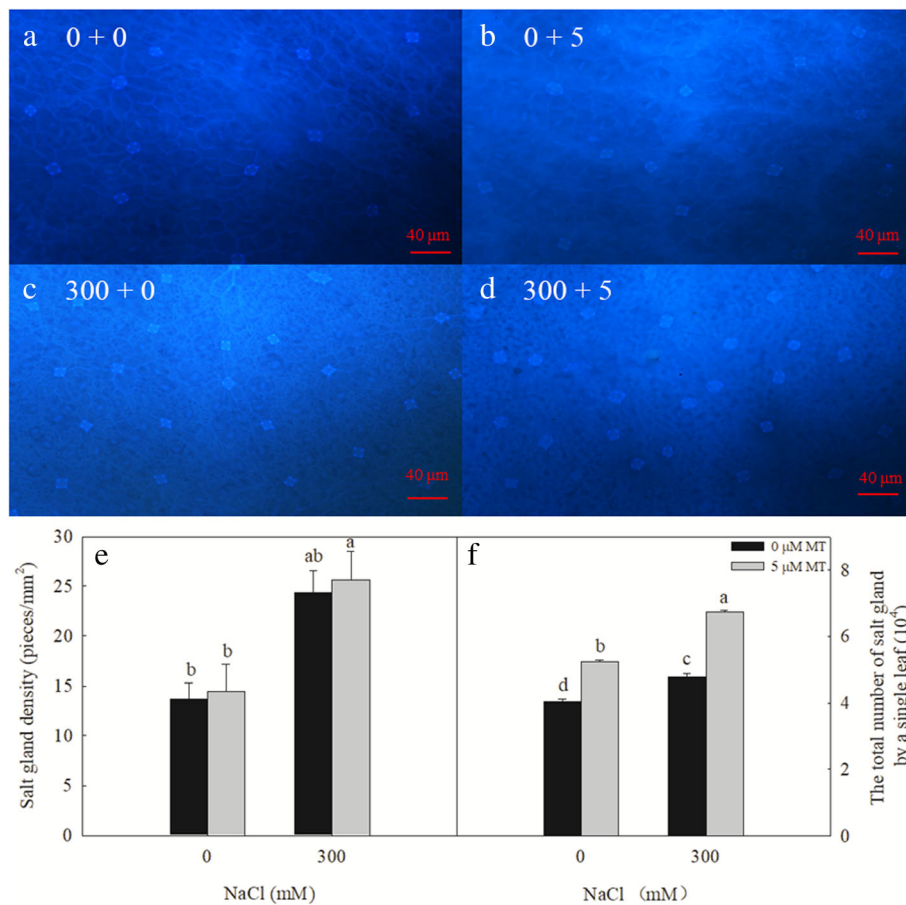 a 0 + 0
b 0 + 5
40 μm
40 μm
c 300 + 0
d 300 + 5
40 μm
40 μm
e
f
0 μM MT
5 μM MT
Salt gland density (pieces/mm²)
30
25
20
15
10
5
0
b
b
ab
a
d
b
c
a
8
6
4
2
0
The total number of salt gland
by a single leaf (10⁴)
0
300
0
300
NaCl (mM)
NaCl （mM）